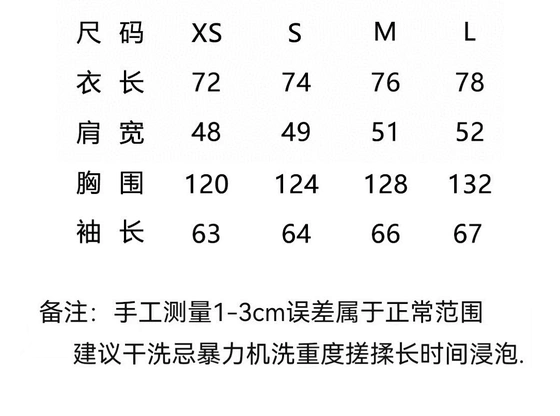 尺 码 XS S M L
衣 长 72 74 76 78
肩 宽 48 49 51 52
胸 围 120 124 128 132
袖 长 63 64 66 67
备注：手工测量1-3cm误差属于正常范围
建议干洗忌暴力机洗重度搓揉长时间浸泡.